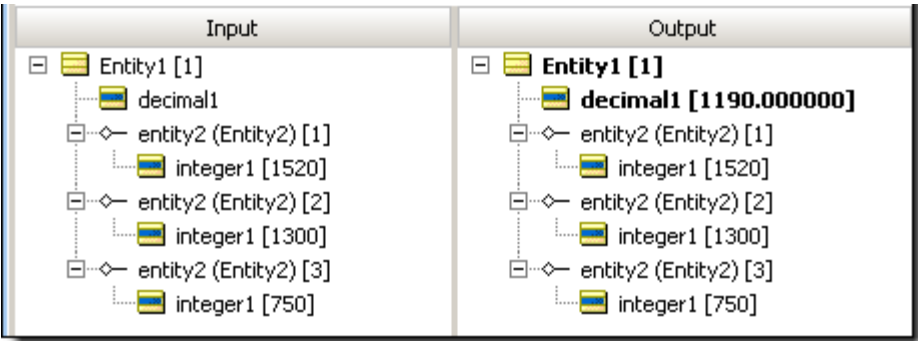 Input
Output
Entity1 [1]
Entity1 [1]
decimal1
decimal1 [1190.000000]
entity2 (Entity2) [1]
entity2 (Entity2) [1]
integer1 [1520]
integer1 [1520]
entity2 (Entity2) [2]
entity2 (Entity2) [2]
integer1 [1300]
integer1 [1300]
entity2 (Entity2) [3]
entity2 (Entity2) [3]
integer1 [750]
integer1 [750]